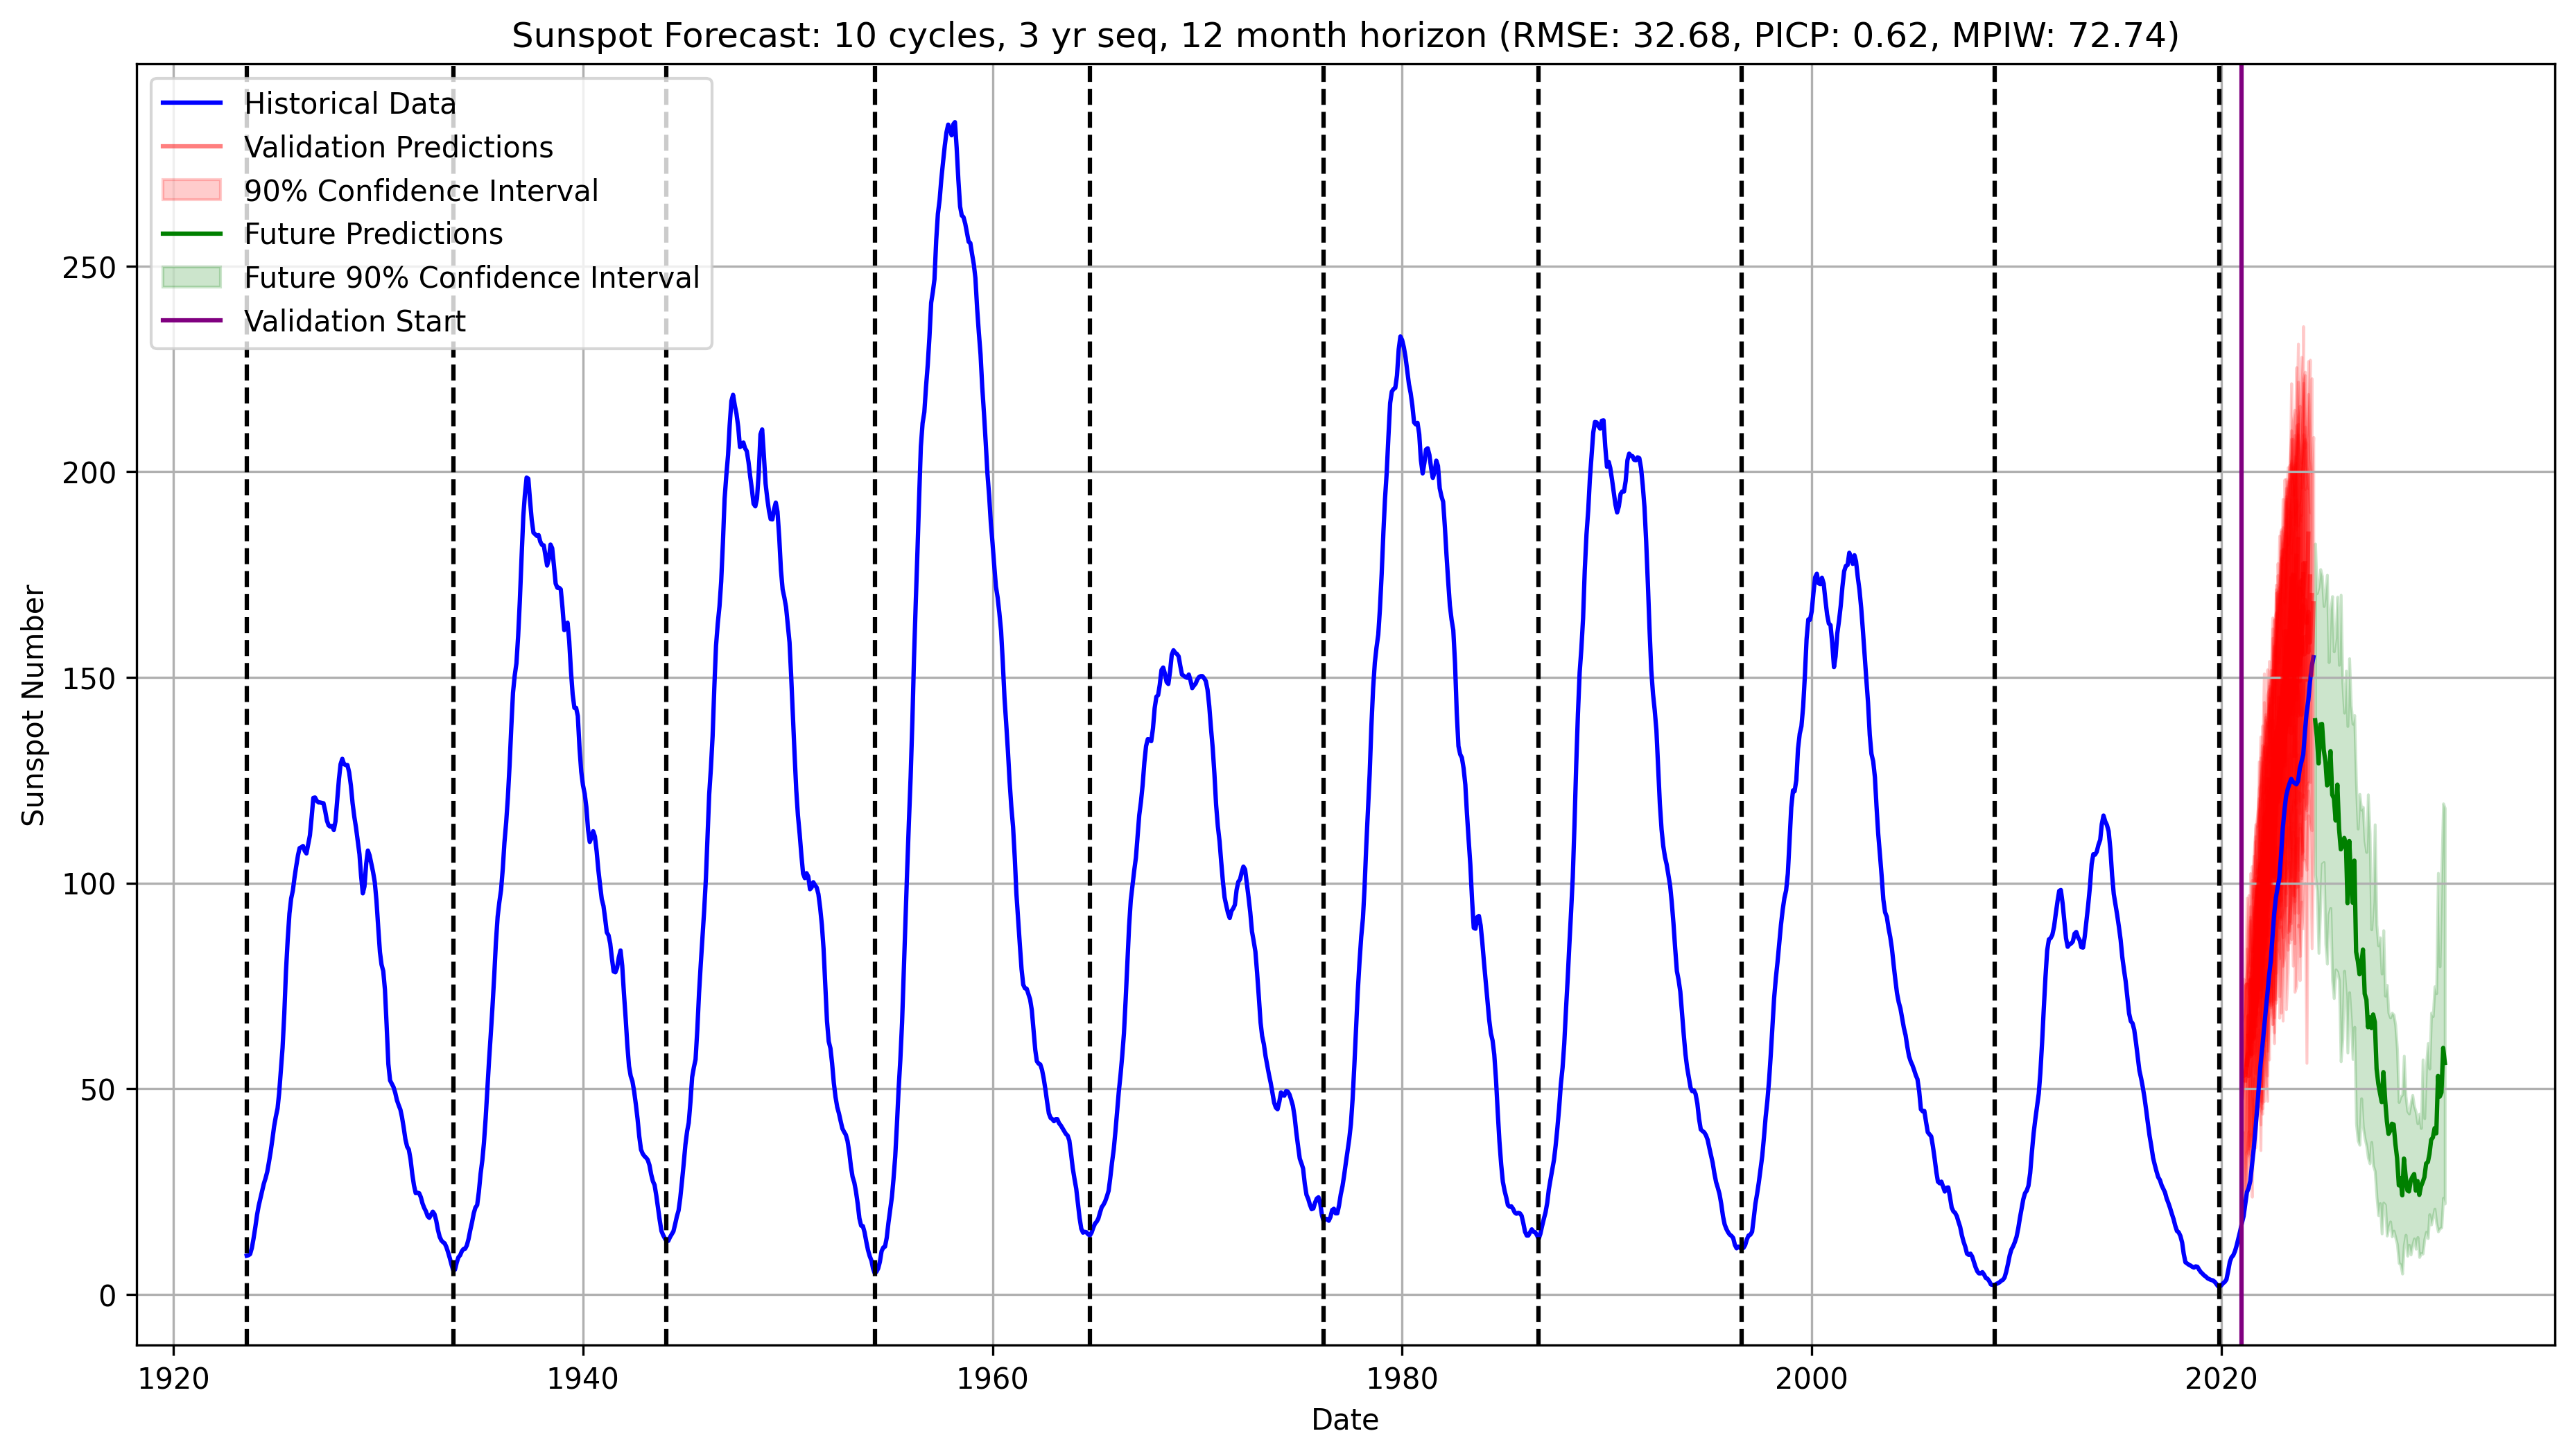 Sunspot Forecast: 10 cycles, 3 yr seq, 12 month horizon (RMSE: 32.68, PICP: 0.62, MPIW: 72.74)
Historical Data
Validation Predictions
90% Confidence Interval
Future Predictions
Future 90% Confidence Interval
Validation Start
Sunspot Number
250
200
150
100
50
0
1920 1940 1960 1980 2000 2020
Date